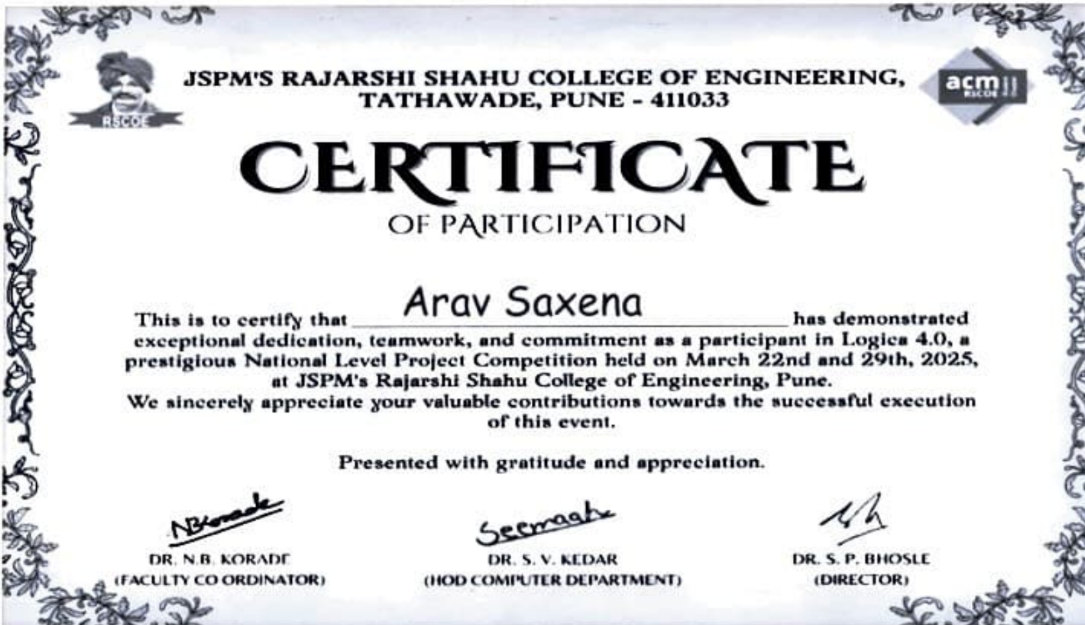 JSPM'S RAJARSHI SHAHU COLLEGE OF ENGINEERING,
TATHAWADE, PUNE - 411033
RSCOE
acm
RSCOE
CERTIFICATE
OF PARTICIPATION
Arav Saxena
This is to certify that ____________ has demonstrated
exceptional dedication, teamwork, and commitment as a participant in Logica 4.0, a
prestigious National Level Project Competition held on March 22nd and 29th, 2025,
at JSPM's Rajarshi Shahu College of Engineering, Pune.
We sincerely appreciate your valuable contributions towards the successful execution
of this event.
Presented with gratitude and appreciation.
NBKorade
DR. N.B. KORADE
(FACULTY CO ORDINATOR)
DR. S. V. KEDAR
(HOD COMPUTER DEPARTMENT)
DR. S. P. BHOSLE
(DIRECTOR)